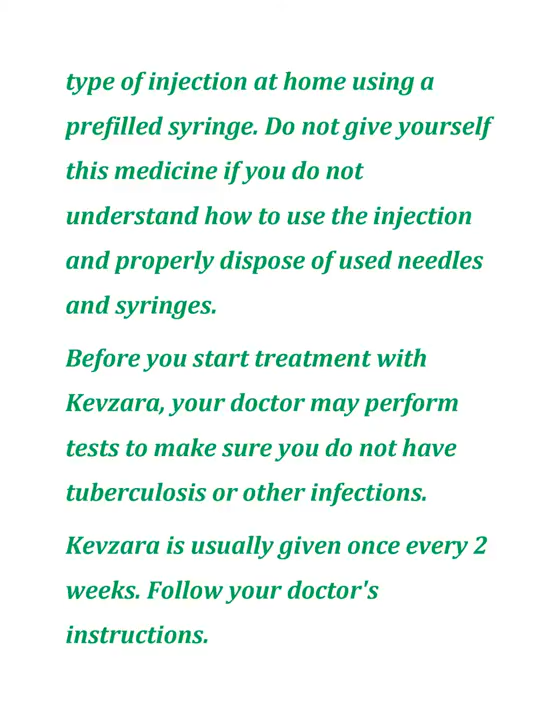 type of injection at home using a
prefilled syringe. Do not give yourself
this medicine if you do not
understand how to use the injection
and properly dispose of used needles
and syringes.
Before you start treatment with
Kevzara, your doctor may perform
tests to make sure you do not have
tuberculosis or other infections.
Kevzara is usually given once every 2
weeks. Follow your doctor's
instructions.